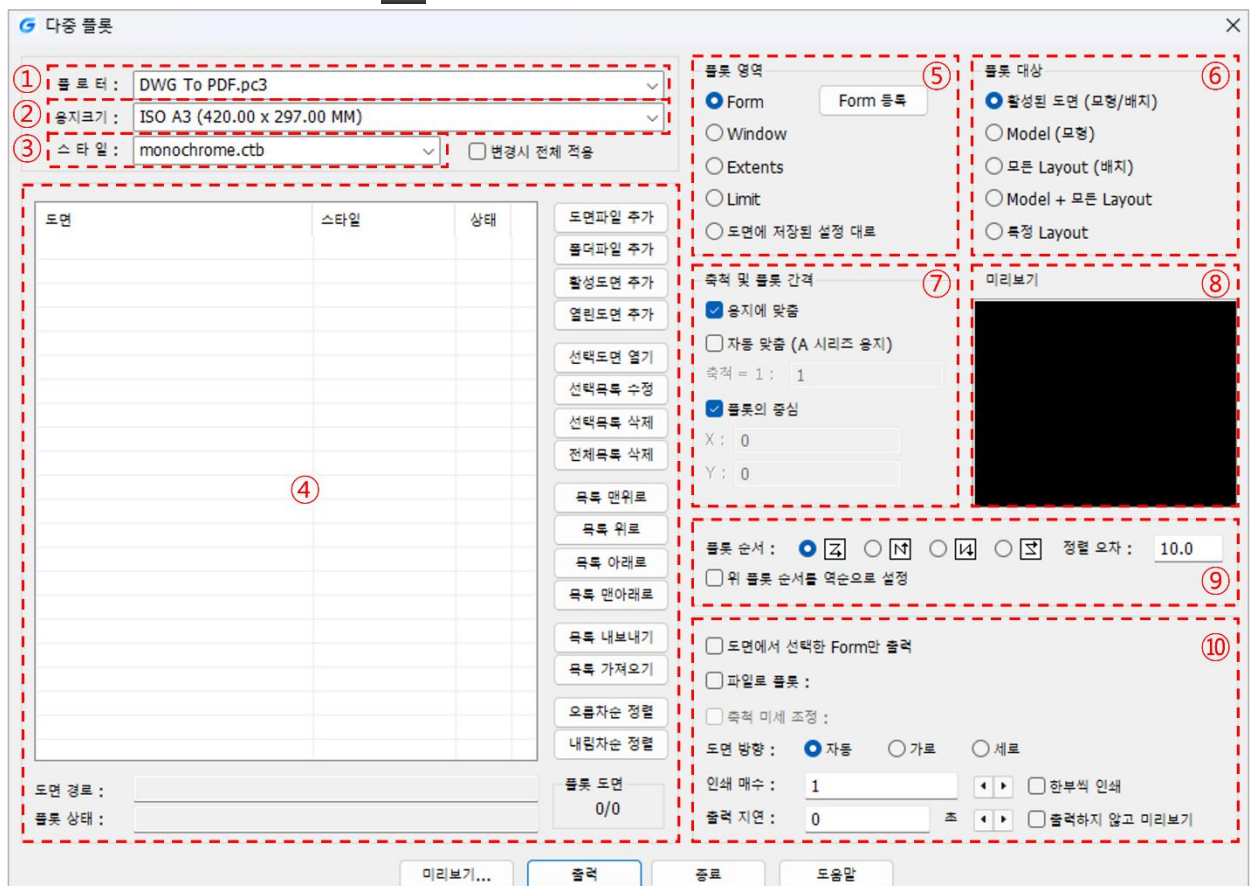 다중 플롯
① 플 로 터 : DWG To PDF.pc3
② 용지크기 : ISO A3 (420.00 x 297.00 MM)
③ 스 타 일 : monochrome.ctb 변경시 전체 적용
도면 스타일 상태
④
도면파일 추가
폴더파일 추가
활성도면 추가
열린도면 추가
선택도면 열기
선택목록 수정
선택목록 삭제
전체목록 삭제
목록 맨위로
목록 위로
목록 아래로
목록 맨아래로
목록 내보내기
목록 가져오기
오름차순 정렬
내림차순 정렬
도면 경로 :
플롯 상태 :
플롯 도면
0/0
플롯 영역 ⑤
Form Form 등록
Window
Extents
Limit
도면에 저장된 설정 대로
플롯 대상 ⑥
활성된 도면 (모형/배치)
Model (모형)
모든 Layout (배치)
Model + 모든 Layout
특정 Layout
축척 및 플롯 간격 ⑦
용지에 맞춤
자동 맞춤 (A 시리즈 용지)
축척 = 1 : 1
플롯의 중심
X : 0
Y : 0
미리보기 ⑧
플롯 순서 : 정렬 오차 : 10.0
위 플롯 순서를 역순으로 설정 ⑨
도면에서 선택한 Form만 출력 ⑩
파일로 플롯 :
축척 미세 조정 :
도면 방향 : 자동 가로 세로
인쇄 매수 : 1 한부씩 인쇄
출력 지연 : 0 초 출력하지 않고 미리보기
미리보기... 출력 종료 도움말